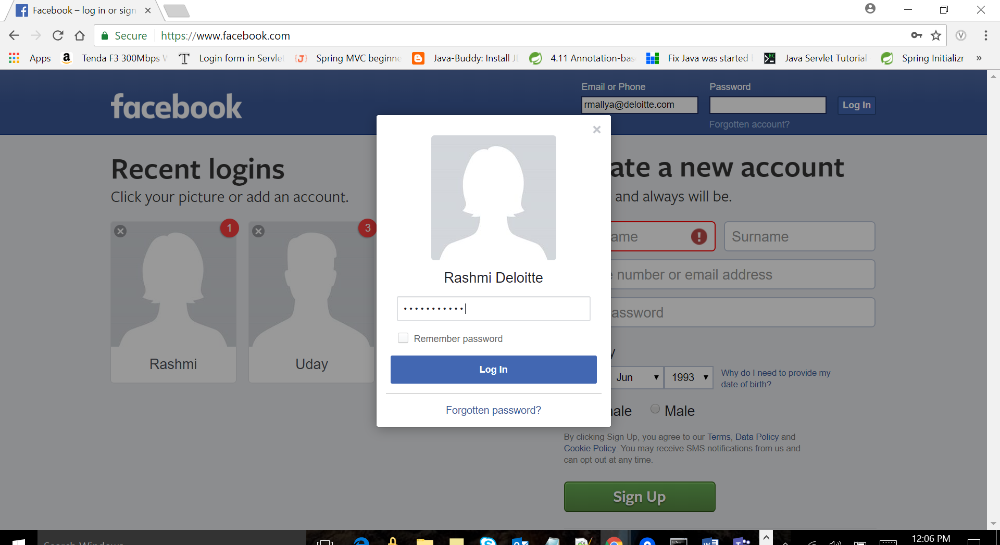 Facebook – log in or sign
Secure https://www.facebook.com
Apps Tenda F3 300Mbps Login form in Servlet Spring MVC beginne Java-Buddy: Install 4.11 Annotation-bas Fix Java was started Java Servlet Tutorial Spring Initializr »
Email or Phone Password
facebook
rmallya@deloitte.com Log In
Forgotten account?
Recent logins
Click your picture or add an account.
1 3
Rashmi Uday
Rashmi Deloitte
Remember password
Log In
Forgotten password?
ate a new account
and always will be.
ame Surname
number or email address
assword
Jun 1993 Why do I need to provide my
date of birth?
ale Male
By clicking Sign Up, you agree to our Terms, Data Policy and
Cookie Policy. You may receive SMS notifications from us and
can opt out at any time.
Sign Up
Search Windows
12:06 PM